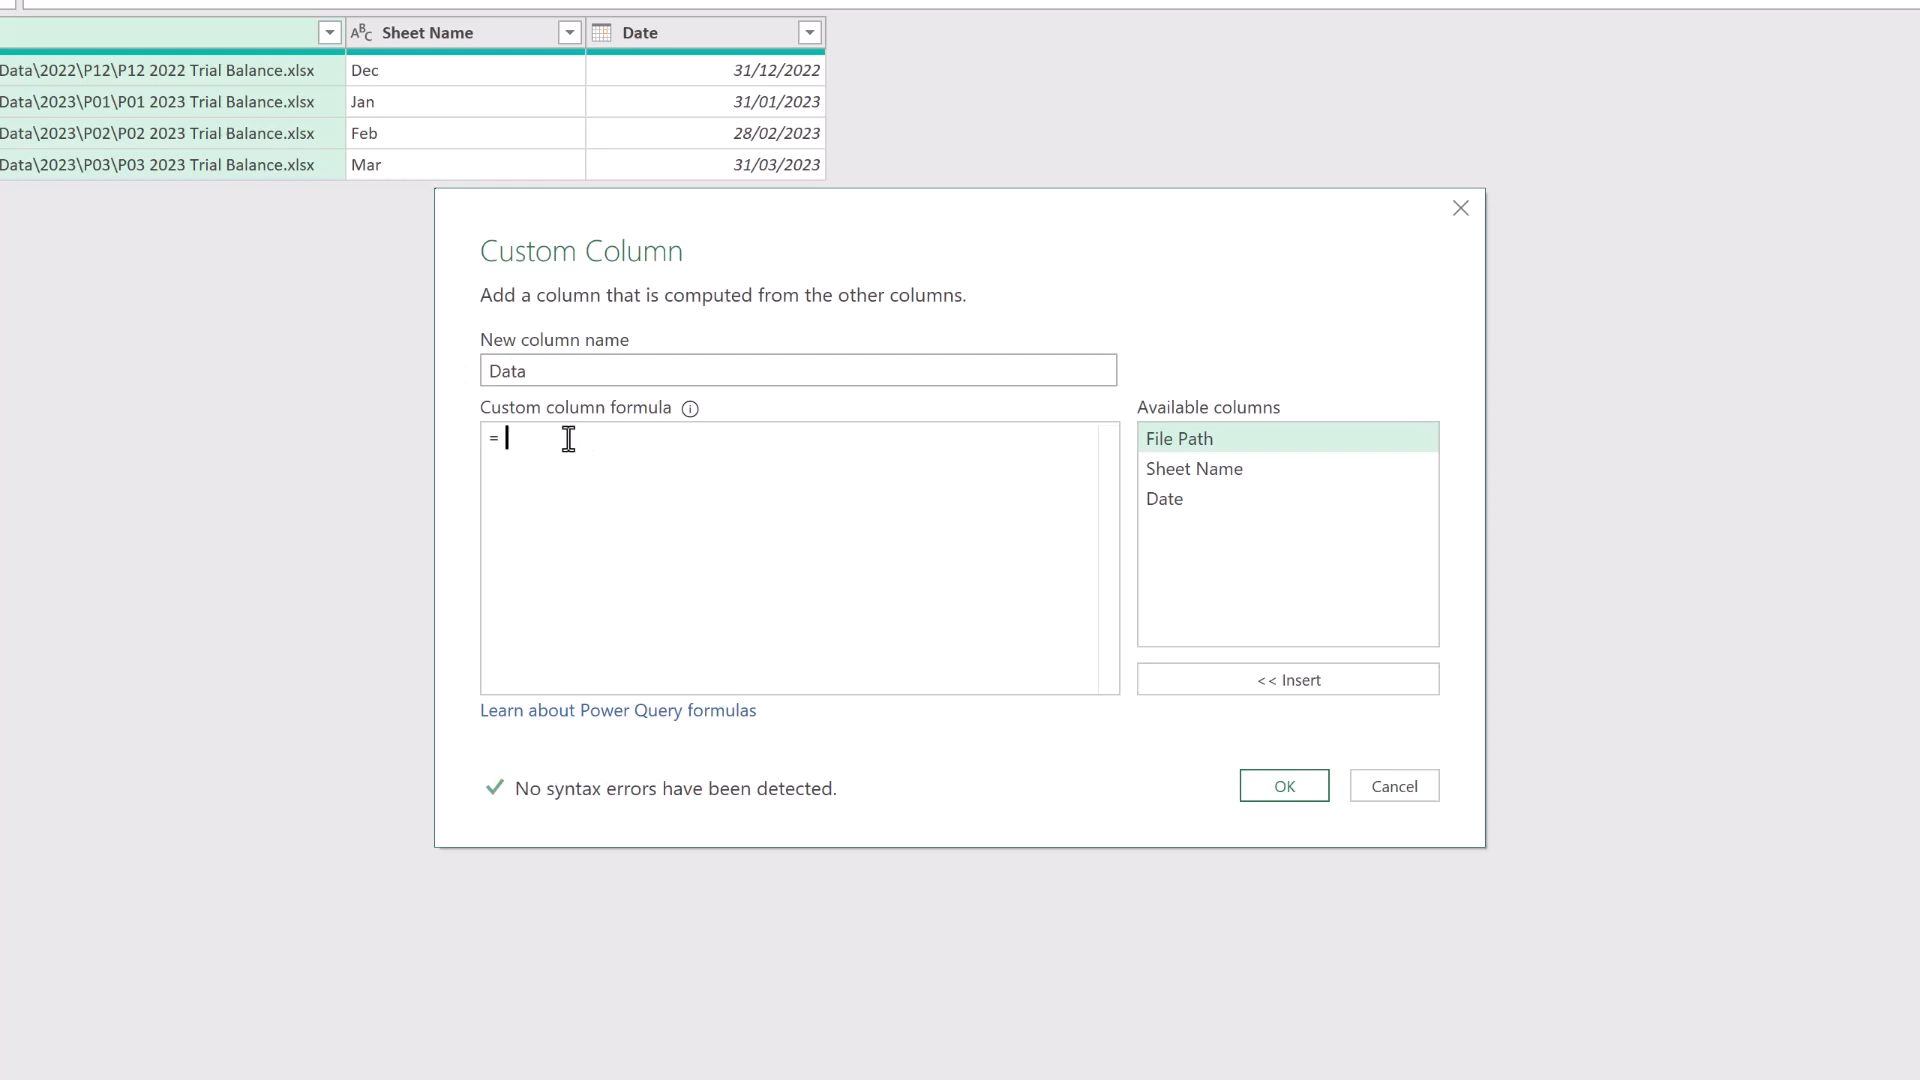 ABC Sheet Name Date
Data\2022\P12\P12 2022 Trial Balance.xlsx Dec 31/12/2022
Data\2023\P01\P01 2023 Trial Balance.xlsx Jan 31/01/2023
Data\2023\P02\P02 2023 Trial Balance.xlsx Feb 28/02/2023
Data\2023\P03\P03 2023 Trial Balance.xlsx Mar 31/03/2023
Custom Column
Add a column that is computed from the other columns.
New column name
Data
Custom column formula
=
Available columns
File Path
Sheet Name
Date
<< Insert
Learn about Power Query formulas
No syntax errors have been detected.
OK
Cancel